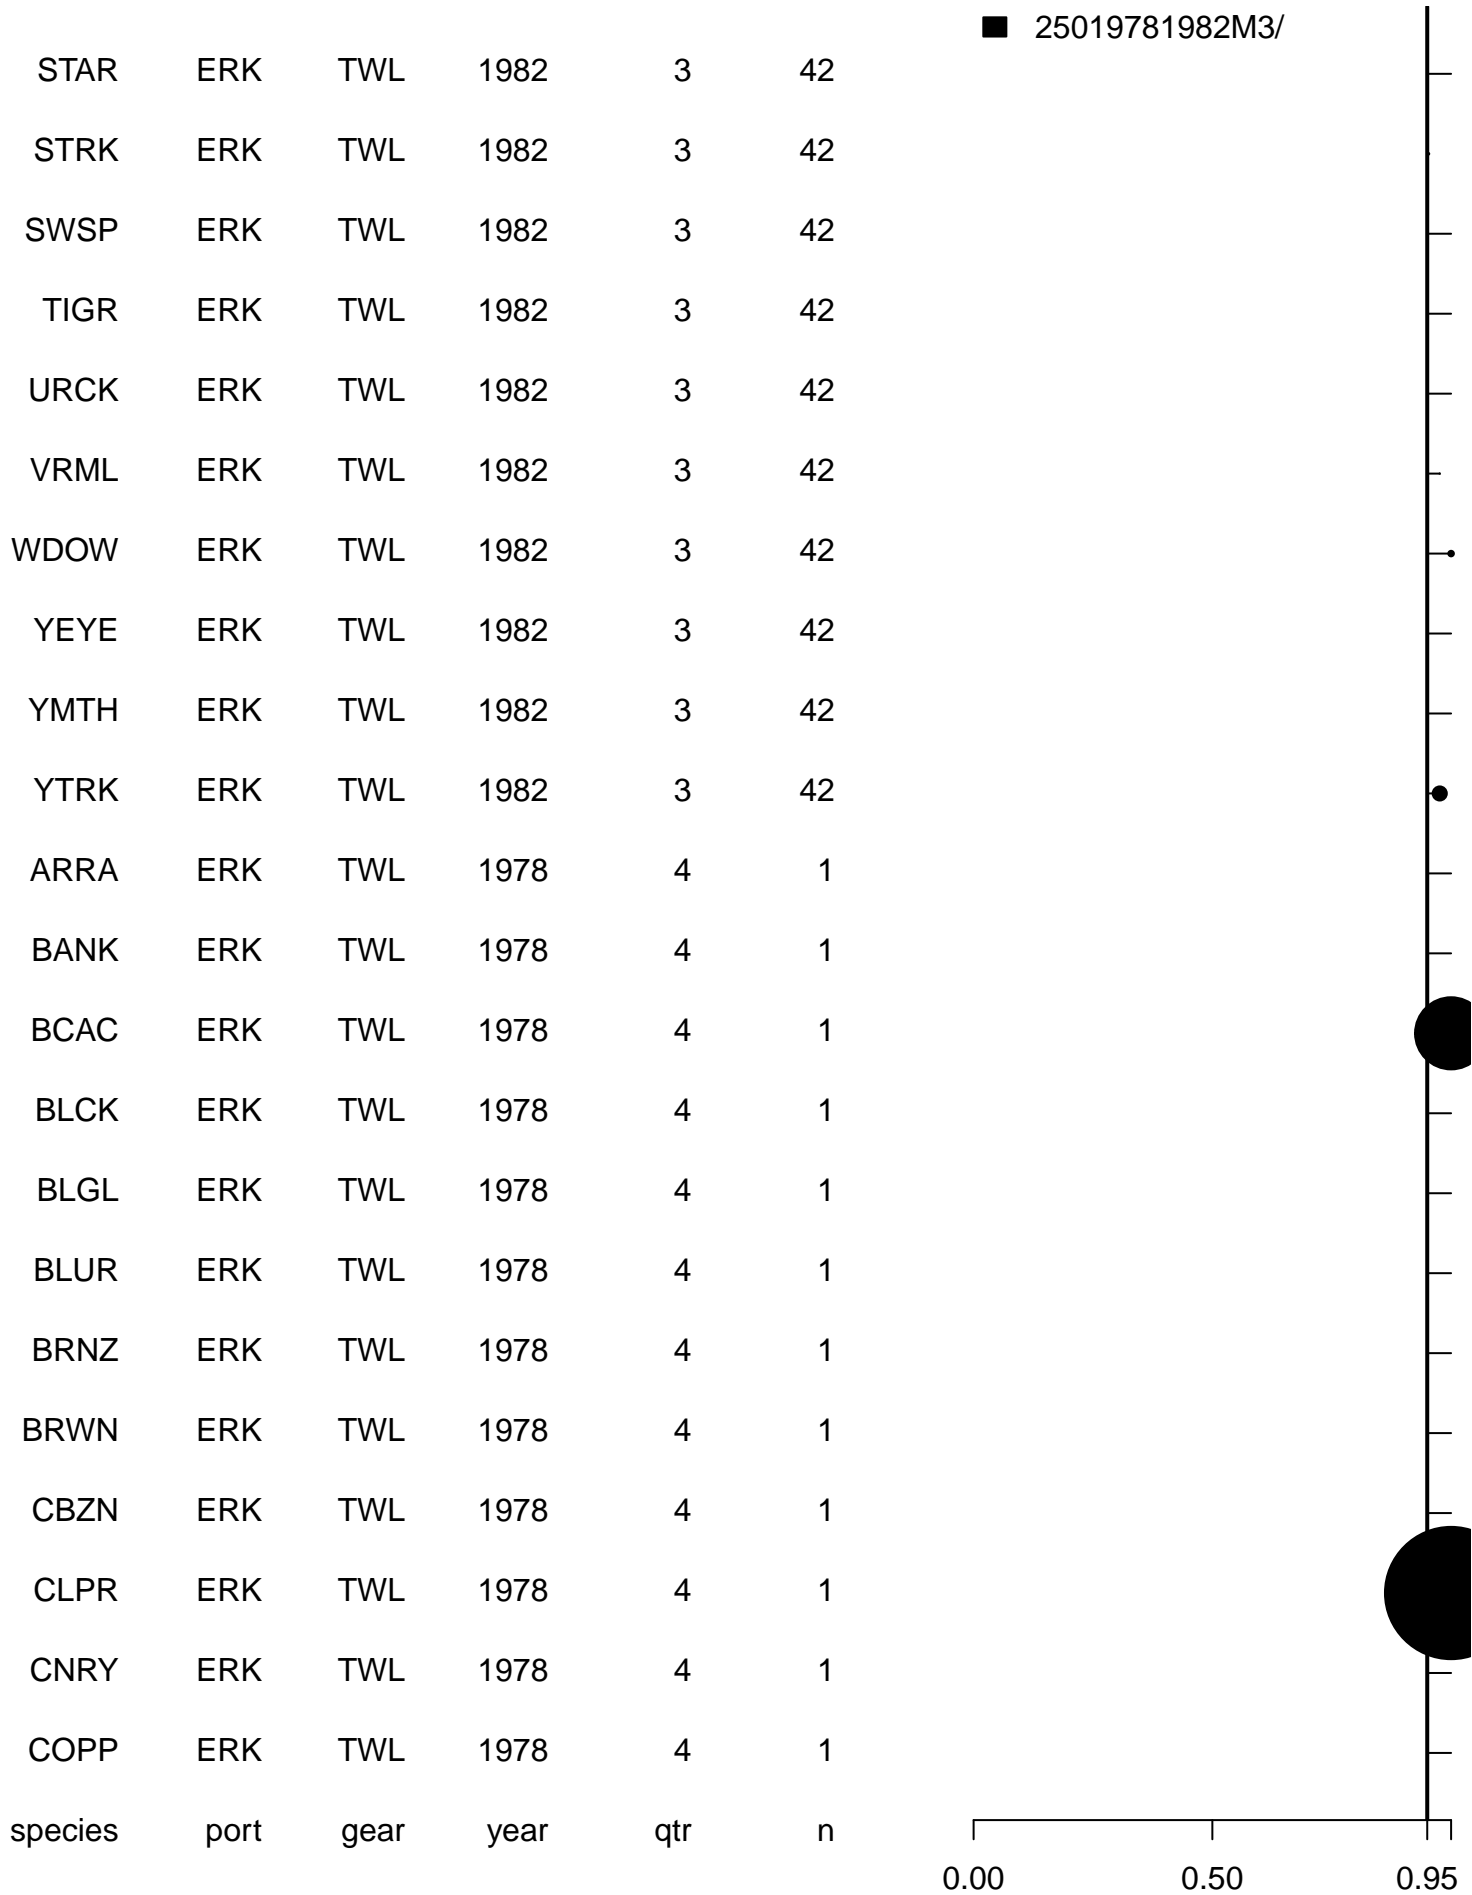 25019781982M3/
STAR ERK TWL 1982 3 42
STRK ERK TWL 1982 3 42
SWSP ERK TWL 1982 3 42
TIGR ERK TWL 1982 3 42
URCK ERK TWL 1982 3 42
VRML ERK TWL 1982 3 42
WDOW ERK TWL 1982 3 42
YEYE ERK TWL 1982 3 42
YMTH ERK TWL 1982 3 42
YTRK ERK TWL 1982 3 42
ARRA ERK TWL 1978 4 1
BANK ERK TWL 1978 4 1
BCAC ERK TWL 1978 4 1
BLCK ERK TWL 1978 4 1
BLGL ERK TWL 1978 4 1
BLUR ERK TWL 1978 4 1
BRNZ ERK TWL 1978 4 1
BRWN ERK TWL 1978 4 1
CBZN ERK TWL 1978 4 1
CLPR ERK TWL 1978 4 1
CNRY ERK TWL 1978 4 1
COPP ERK TWL 1978 4 1
species port gear year qtr n
0.00 0.50 0.95